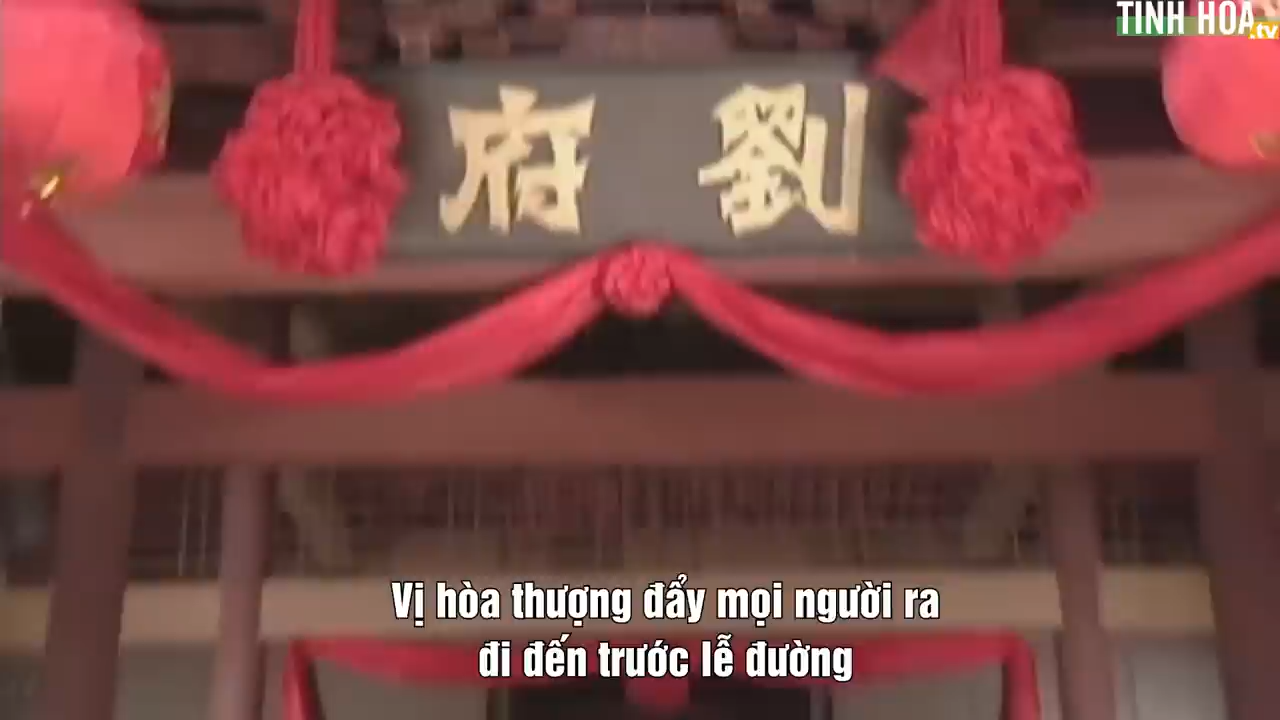 TINH HOA.tv
府劉
Vị hòa thượng đẩy mọi người ra
đi đến trước lễ đường